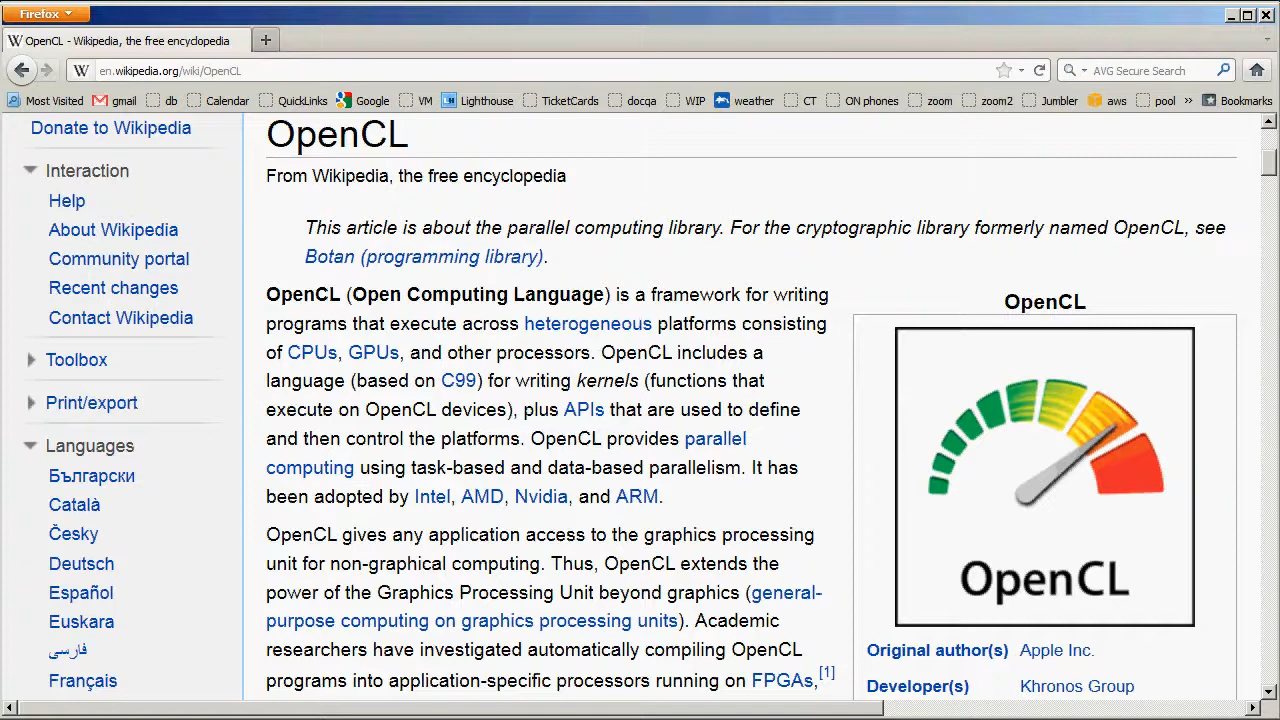 Firefox
OpenCL - Wikipedia, the free encyclopedia
en.wikipedia.org/wiki/OpenCL
AVG Secure Search
Most Visited gmail db Calendar QuickLinks Google VM Lighthouse TicketCards docqa WIP weather CT ON phones zoom zoom2 tumbler aws pool » Bookmarks
Donate to Wikipedia
Interaction
Help
About Wikipedia
Community portal
Recent changes
Contact Wikipedia
Toolbox
Print/export
Languages
Български
Català
Česky
Deutsch
Español
Euskara
فارسی
Français
OpenCL
From Wikipedia, the free encyclopedia
This article is about the parallel computing library. For the cryptographic library formerly named OpenCL, see
Botan (programming library).
OpenCL (Open Computing Language) is a framework for writing
programs that execute across heterogeneous platforms consisting
of CPUs, GPUs, and other processors. OpenCL includes a
language (based on C99) for writing kernels (functions that
execute on OpenCL devices), plus APIs that are used to define
and then control the platforms. OpenCL provides parallel
computing using task-based and data-based parallelism. It has
been adopted by Intel, AMD, Nvidia, and ARM.
OpenCL gives any application access to the graphics processing
unit for non-graphical computing. Thus, OpenCL extends the
power of the Graphics Processing Unit beyond graphics (general-
purpose computing on graphics processing units). Academic
researchers have investigated automatically compiling OpenCL
programs into application-specific processors running on FPGAs,[1]
OpenCL
OpenCL
Original author(s) Apple Inc.
Developer(s) Khronos Group